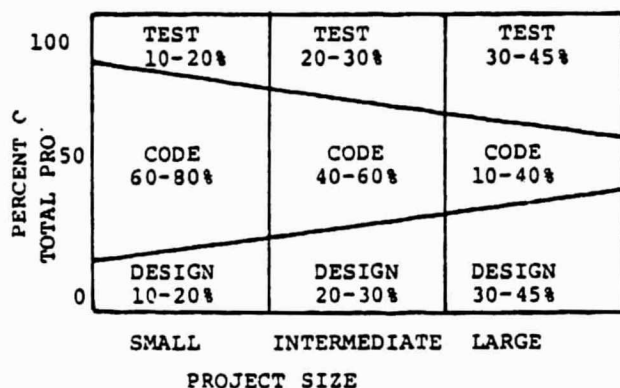 100
TEST TEST TEST
10-20% 20-30% 30-45%
50
CODE CODE CODE
60-80% 40-60% 10-40%
PERCENT
TOTAL
DESIGN DESIGN DESIGN
0
10-20% 20-30% 30-45%
SMALL INTERMEDIATE LARGE
PROJECT SIZE